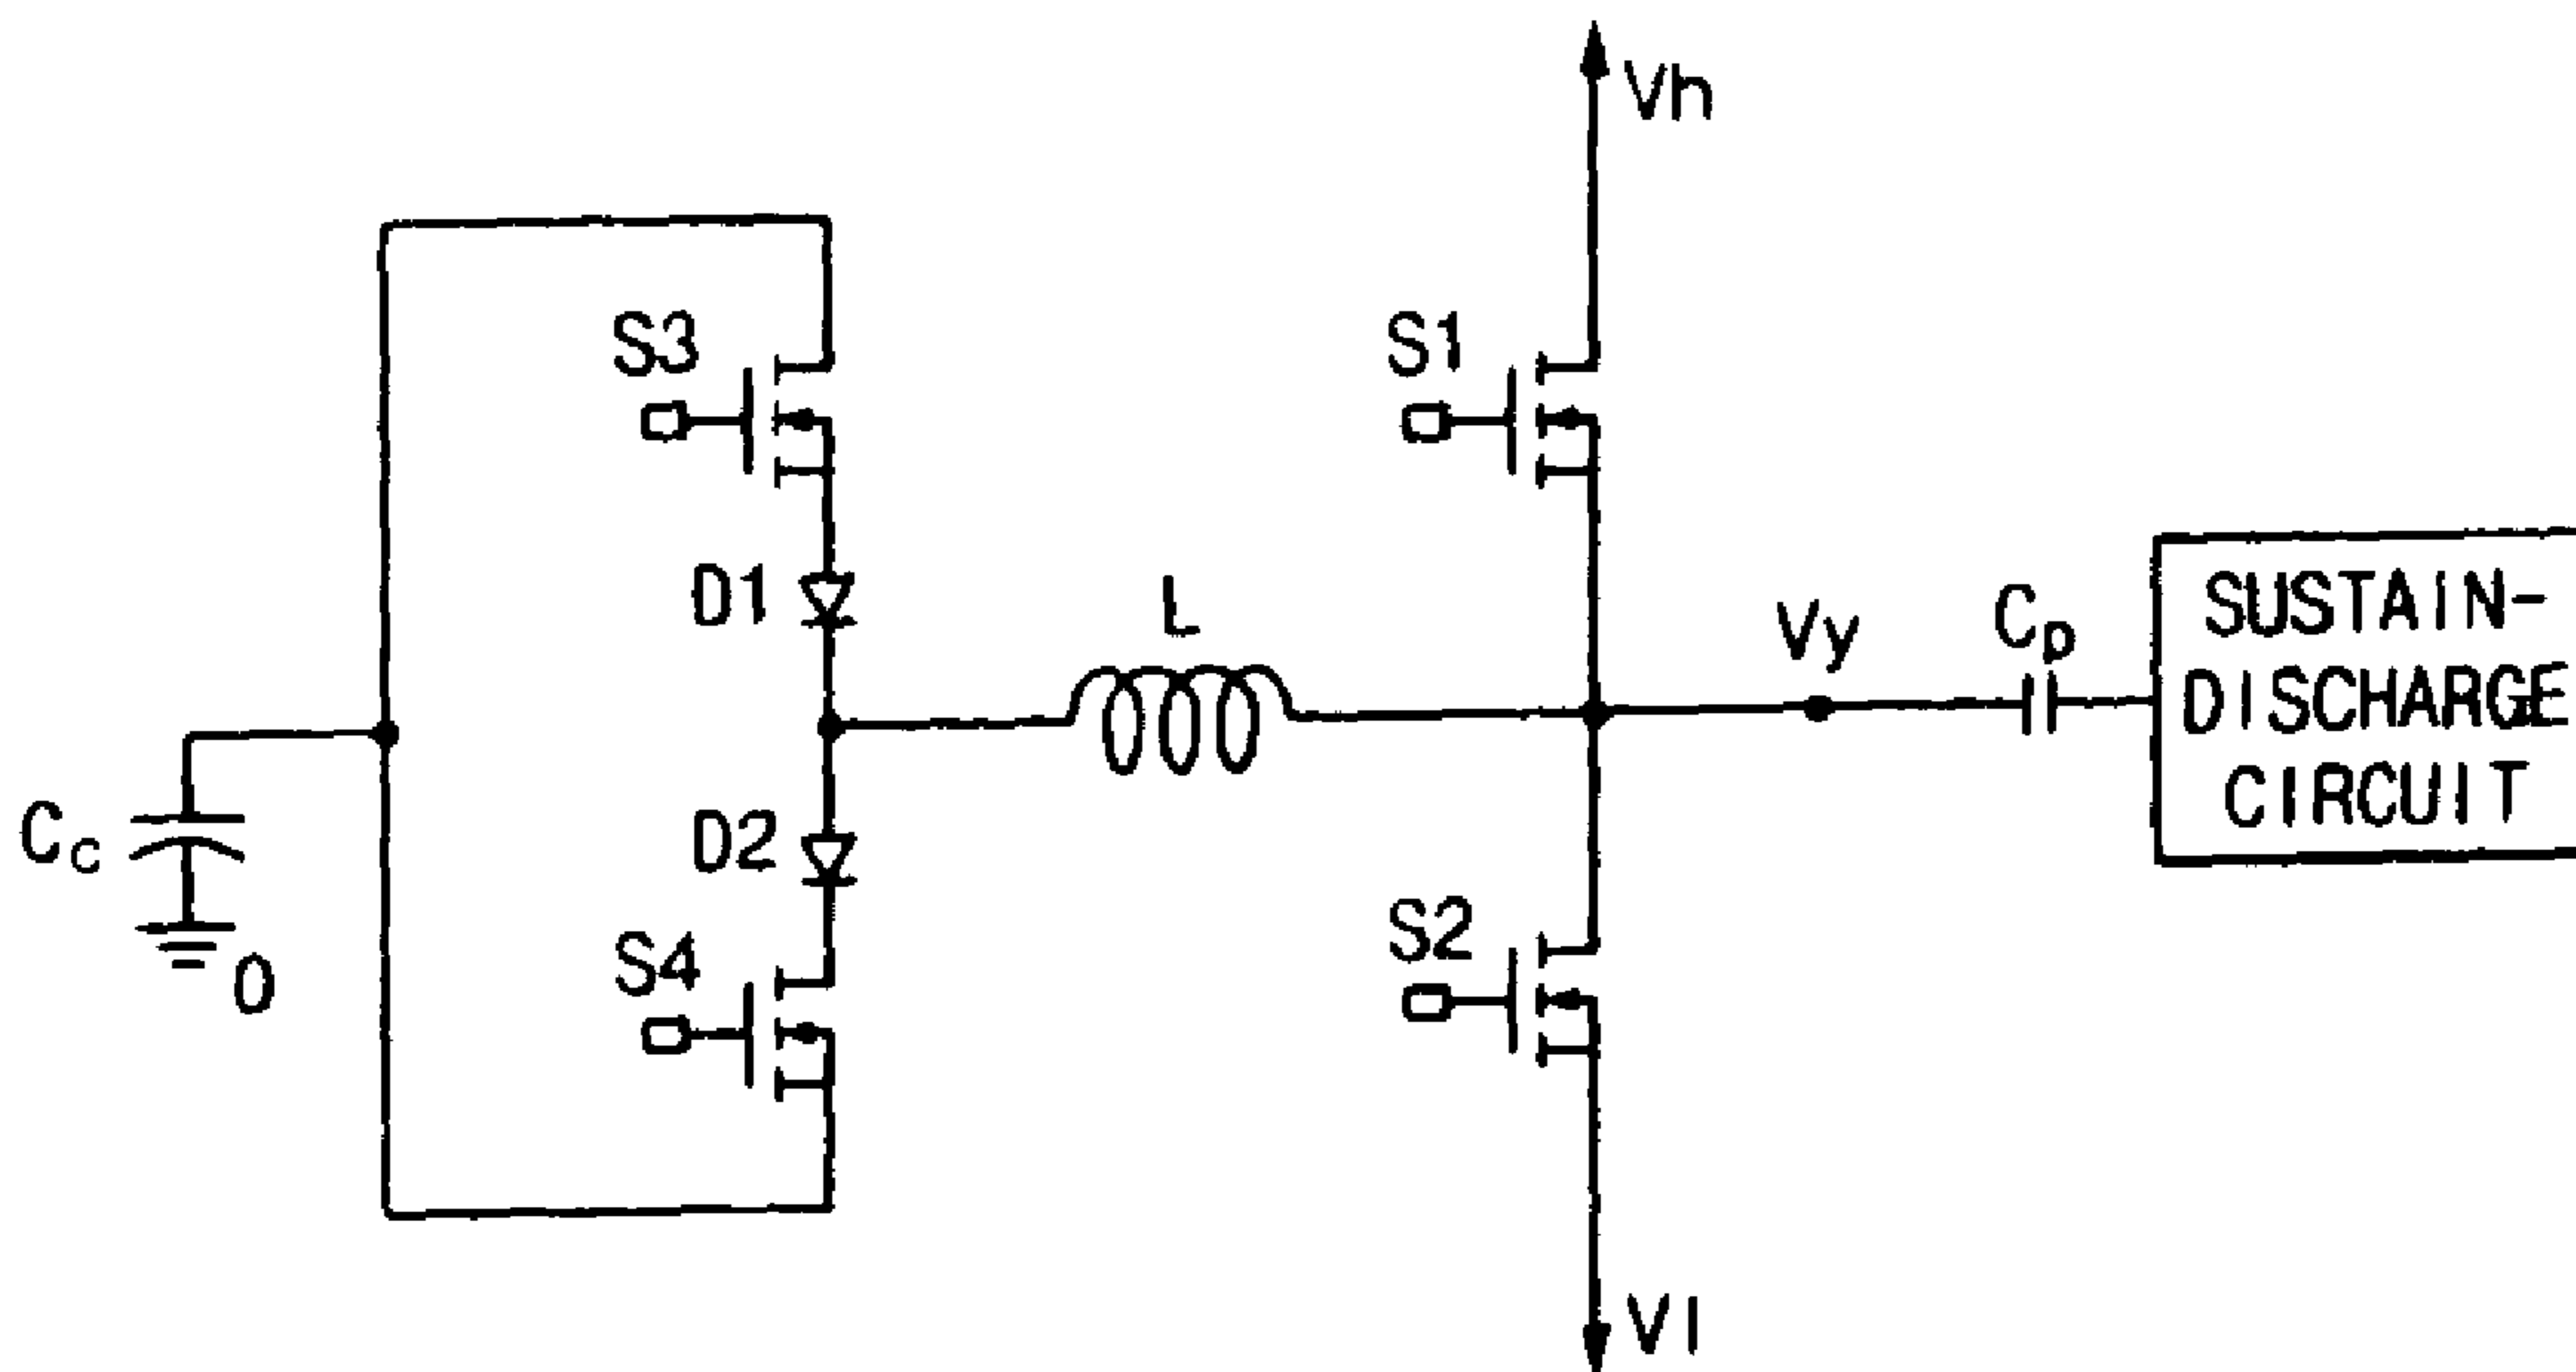 Vh
S3
S1
D1
L
Vy
Cp
SUSTAIN-
DISCHARGE
CIRCUIT
Cc
D2
S4
S2
0
Vl